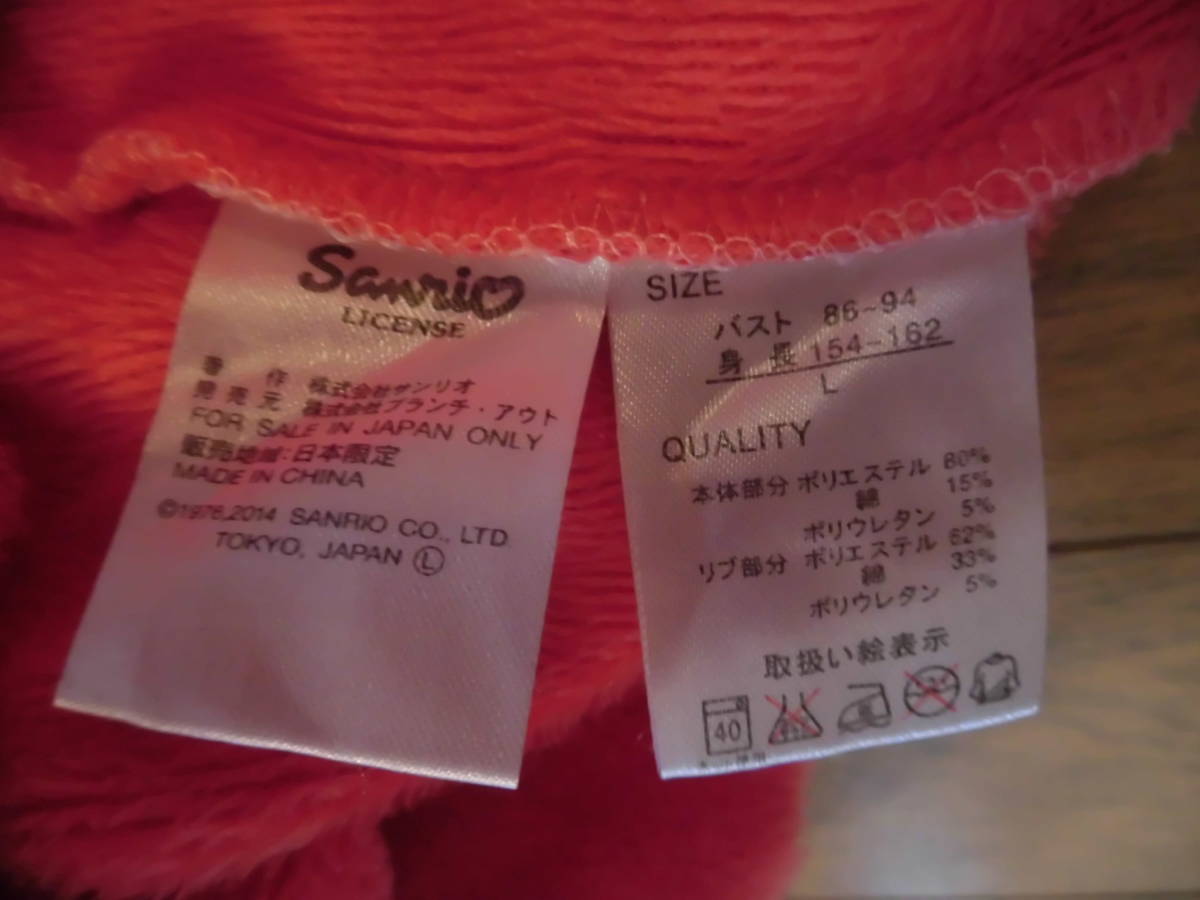 Sanrio
LICENSE
著 作 株式会社サンリオ
発 売 元 株式会社ブランチ・アウト
FOR SALE IN JAPAN ONLY
販売地域:日本限定
MADE IN CHINA
©1976,2014 SANRIO CO., LTD.
TOKYO, JAPAN Ⓛ
SIZE
バスト 86~94
身 長 154-162
L
QUALITY
本体部分 ポリエステル 80%
綿 15%
ポリウレタン 5%
リブ部分 ポリエステル 62%
綿 33%
ポリウレタン 5%
取扱い絵表示
40
ネット使用